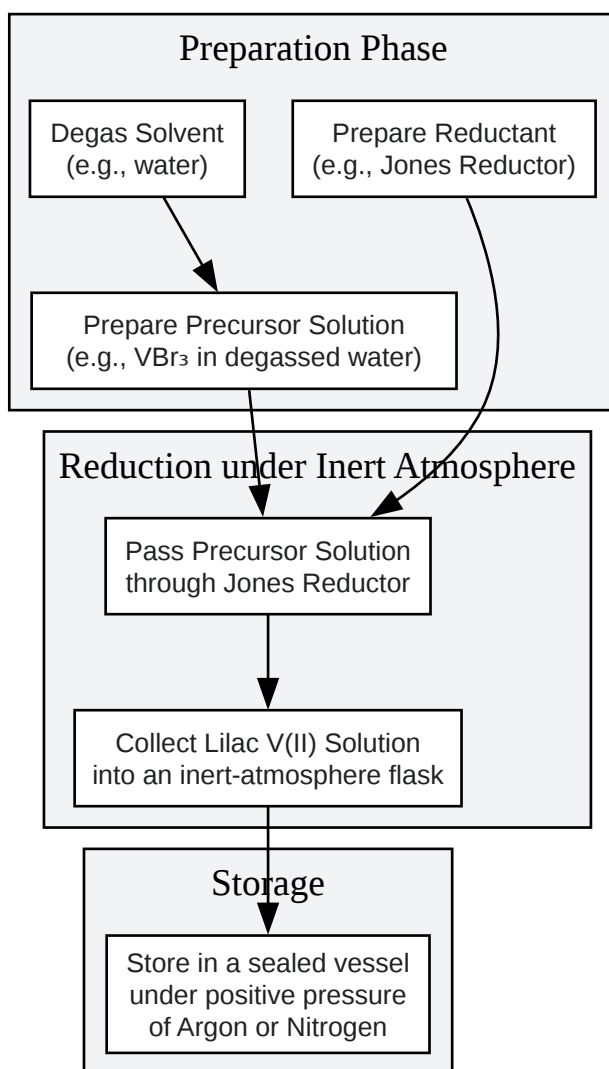 Preparation Phase
Degas Solvent
(e.g., water)
Prepare Reductant
(e.g., Jones Reductor)
Prepare Precursor Solution
(e.g., VBr₃ in degassed water)
Reduction under Inert Atmosphere
Pass Precursor Solution
through Jones Reductor
Collect Lilac V(II) Solution
into an inert-atmosphere flask
Storage
Store in a sealed vessel
under positive pressure
of Argon or Nitrogen